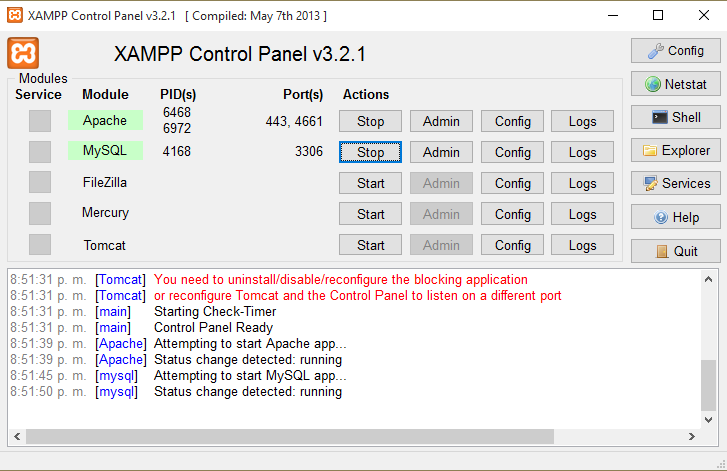 XAMPP Control Panel v3.2.1 [ Compiled: May 7th 2013 ]
XAMPP Control Panel v3.2.1
Config
Modules
Service Module PID(s) Port(s) Actions
Netstat
Apache 6468 6972 443, 4661 Stop Admin Config Logs
Shell
MySQL 4168 3306 Stop Admin Config Logs
Explorer
FileZilla Start Admin Config Logs
Services
Mercury Start Admin Config Logs
Help
Tomcat Start Admin Config Logs
Quit
8:51:31 p. m. [Tomcat] You need to uninstall/disable/reconfigure the blocking application
8:51:31 p. m. [Tomcat] or reconfigure Tomcat and the Control Panel to listen on a different port
8:51:31 p. m. [main] Starting Check-Timer
8:51:31 p. m. [main] Control Panel Ready
8:51:39 p. m. [Apache] Attempting to start Apache app...
8:51:39 p. m. [Apache] Status change detected: running
8:51:45 p. m. [mysql] Attempting to start MySQL app...
8:51:50 p. m. [mysql] Status change detected: running